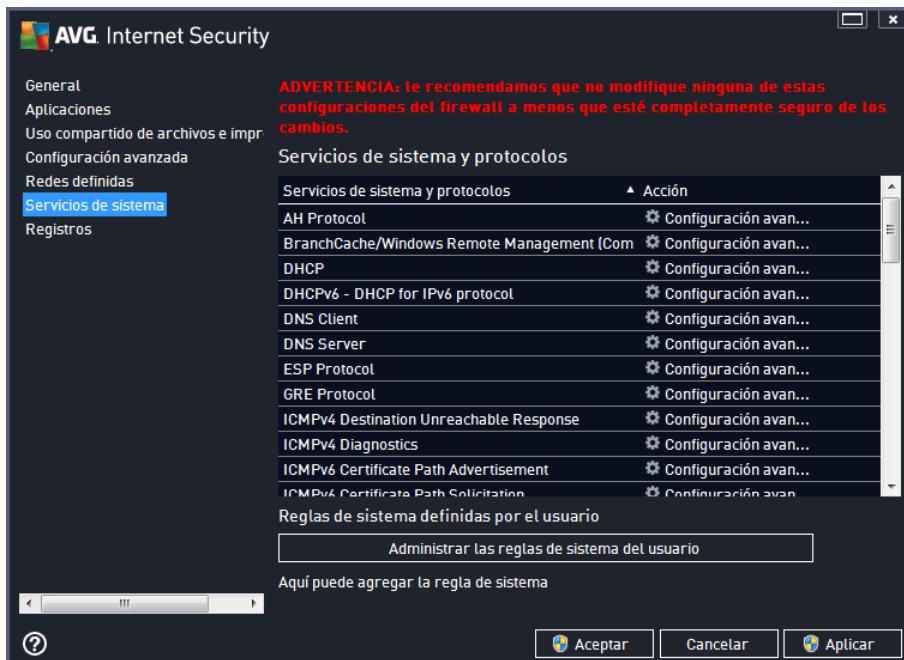 AVG. Internet Security
General
Aplicaciones
Uso compartido de archivos e impr
Configuración avanzada
Redes definidas
Servicios de sistema
Registros
ADVERTENCIA: le recomendamos que no modifique ninguna de estas
configuraciones del firewall a menos que esté completamente seguro de los
cambios.
Servicios de sistema y protocolos
Servicios de sistema y protocolos Acción
AH Protocol Configuración avan...
BranchCache/Windows Remote Management (Com Configuración avan...
DHCP Configuración avan...
DHCPv6 - DHCP for IPv6 protocol Configuración avan...
DNS Client Configuración avan...
DNS Server Configuración avan...
ESP Protocol Configuración avan...
GRE Protocol Configuración avan...
ICMPv4 Destination Unreachable Response Configuración avan...
ICMPv4 Diagnostics Configuración avan...
ICMPv6 Certificate Path Advertisement Configuración avan...
ICMPv6 Certificate Path Solicitation Configuración avan...
Reglas de sistema definidas por el usuario
Administrar las reglas de sistema del usuario
Aquí puede agregar la regla de sistema
Aceptar Cancelar Aplicar